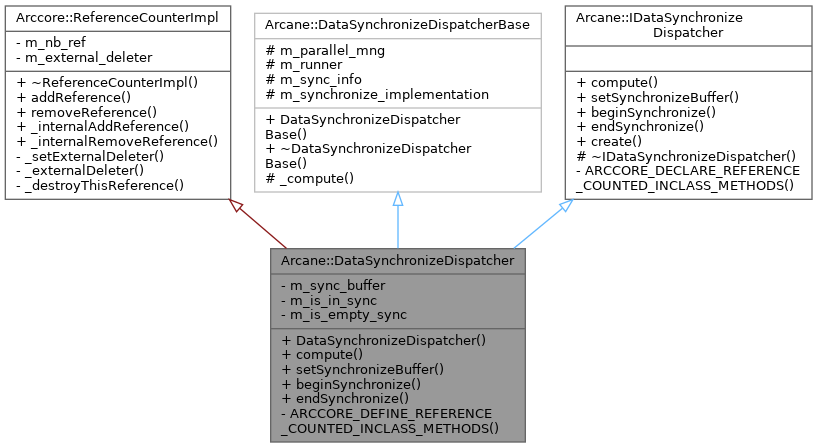 Arccore::ReferenceCounterImpl
- m_nb_ref
- m_external_deleter
+ ~ReferenceCounterImpl()
+ addReference()
+ removeReference()
+ _internalAddReference()
+ _internalRemoveReference()
- _setExternalDeleter()
- _externalDeleter()
- _destroyThisReference()
Arcane::DataSynchronizeDispatcherBase
# m_parallel_mng
# m_runner
# m_sync_info
# m_synchronize_implementation
+ DataSynchronizeDispatcher
Base()
+ ~DataSynchronizeDispatcher
Base()
# _compute()
Arcane::IDataSynchronize
Dispatcher
+ compute()
+ setSynchronizeBuffer()
+ beginSynchronize()
+ endSynchronize()
+ create()
# ~IDataSynchronizeDispatcher()
- ARCCORE_DECLARE_REFERENCE
_COUNTED_INCLASS_METHODS()
Arcane::DataSynchronizeDispatcher
- m_sync_buffer
- m_is_in_sync
- m_is_empty_sync
+ DataSynchronizeDispatcher()
+ compute()
+ setSynchronizeBuffer()
+ beginSynchronize()
+ endSynchronize()
- ARCCORE_DEFINE_REFERENCE
_COUNTED_INCLASS_METHODS()